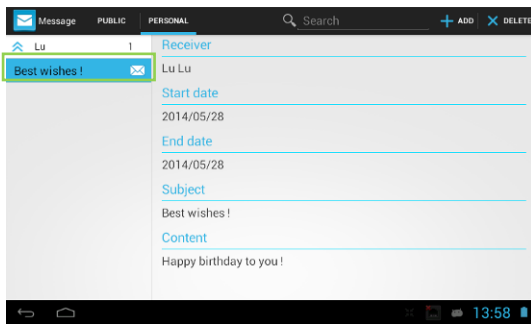 Message PUBLIC PERSONAL Search ADD DELETE
Lu 1
Best wishes !
Receiver
Lu Lu
Start date
2014/05/28
End date
2014/05/28
Subject
Best wishes !
Content
Happy birthday to you !
13:58